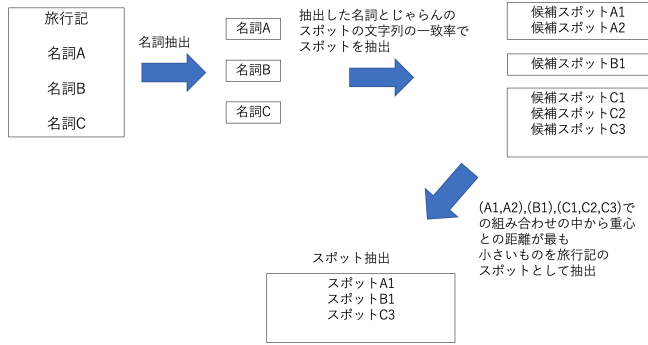 旅行記
名詞A
名詞B
名詞C
名詞抽出
名詞A
名詞B
名詞C
抽出した名詞とじゃらんの
スポットの文字列の一致率で
スポットを抽出
候補スポットA1
候補スポットA2
候補スポットB1
候補スポットC1
候補スポットC2
候補スポットC3
(A1,A2),(B1),(C1,C2,C3)で
の組み合わせの中から重心
との距離が最も
小さいものを旅行記の
スポットとして抽出
スポット抽出
スポットA1
スポットB1
スポットC3